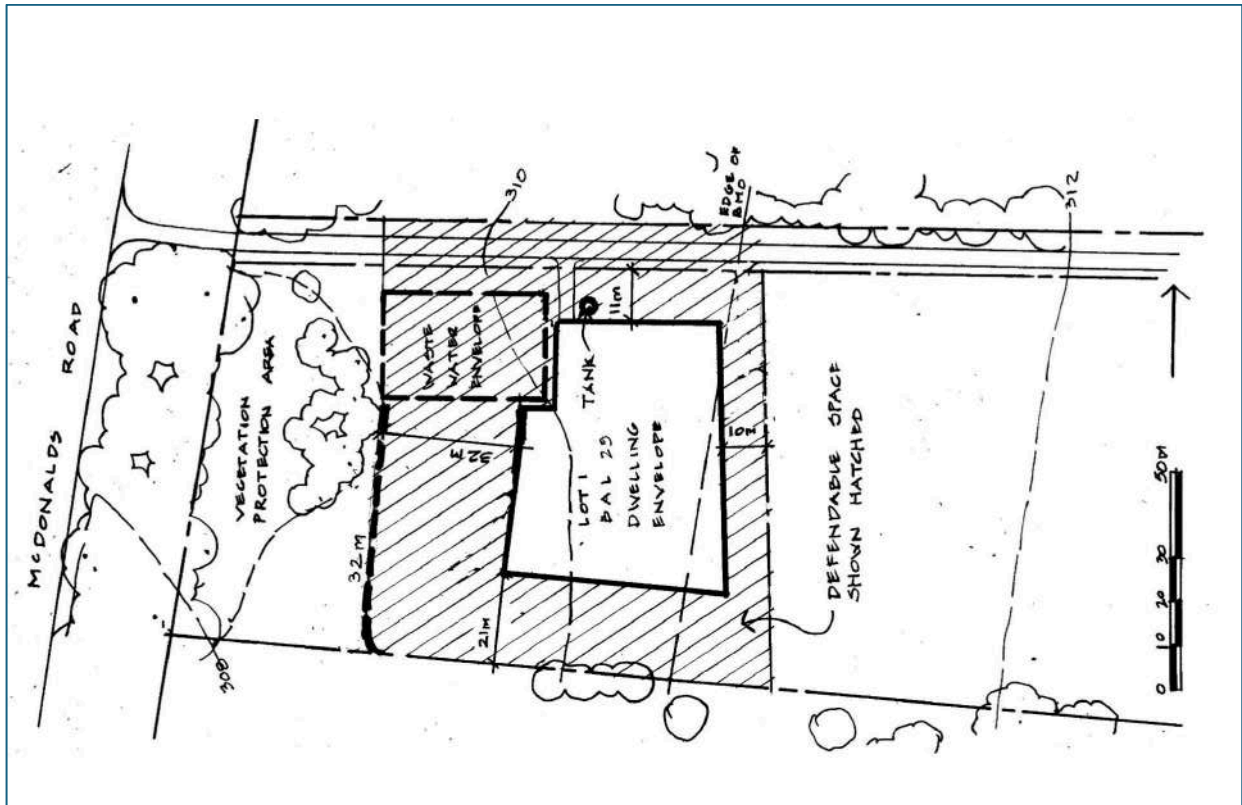 McDONALDS ROAD
VEGETATION
PROTECTION AREA
308
310
312
EDGE OF
BMO
WASTE
WATER
ENVELOPE
TANK
11m
32M
32M
21M
10M
LOT 1
BAL 29
DWELLING
ENVELOPE
DEFENDABLE SPACE
SHOWN HATCHED
0 10 20 30 50M